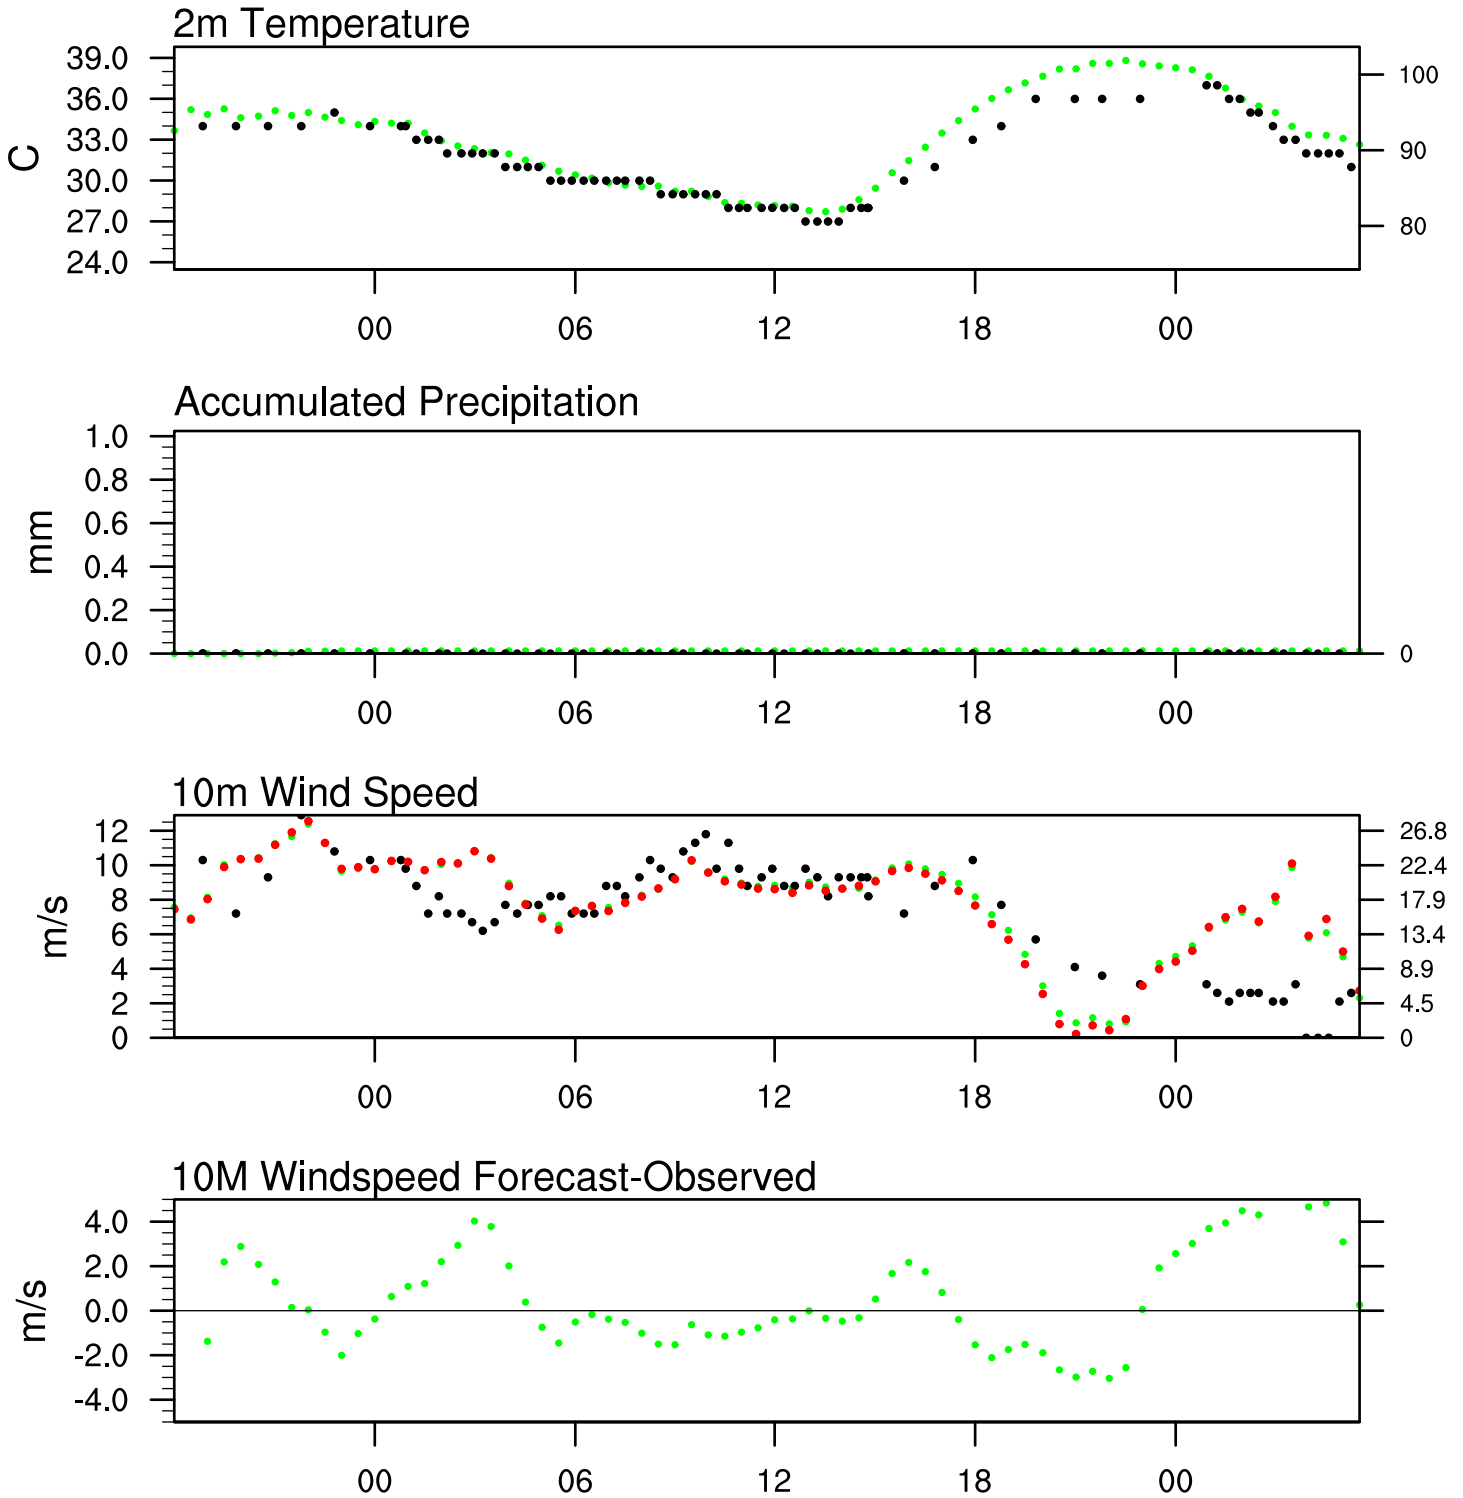 2m Temperature
39.0
36.0
33.0
30.0
27.0
24.0
C
100
90
80
00 06 12 18 00
Accumulated Precipitation
1.0
0.8
0.6
0.4
0.2
0.0
mm
0
00 06 12 18 00
10m Wind Speed
12
10
8
6
4
2
0
m/s
26.8
22.4
17.9
13.4
8.9
4.5
0
00 06 12 18 00
10M Windspeed Forecast-Observed
4.0
2.0
0.0
-2.0
-4.0
m/s
00 06 12 18 00